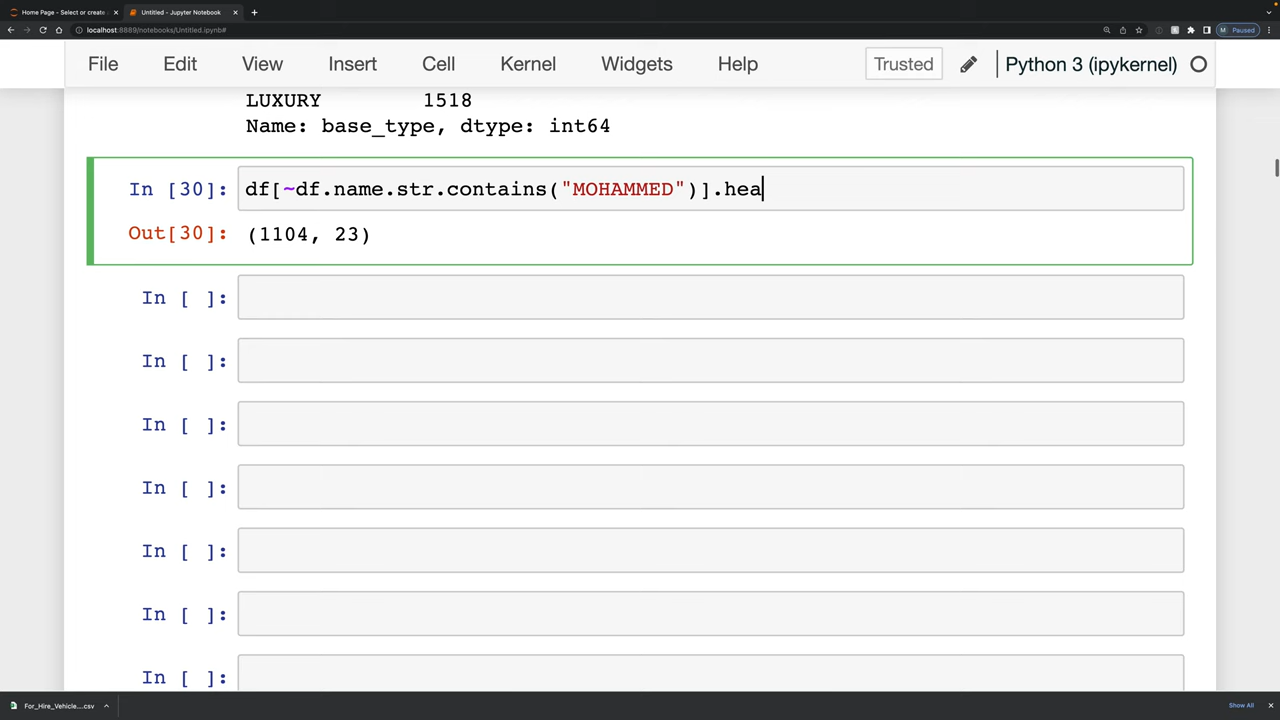 Home Page - Select or create
Untitled - Jupyter Notebook
localhost:8889/notebooks/Untitled.ipynb#
M Paused
File Edit View Insert Cell Kernel Widgets Help Trusted Python 3 (ipykernel)
LUXURY 1518
Name: base_type, dtype: int64
In [30]: df[~df.name.str.contains("MOHAMMED")].hea
Out[30]: (1104, 23)
In [ ]:
In [ ]:
In [ ]:
In [ ]:
In [ ]:
In [ ]:
In [ ]:
For_Hire_Vehicle....csv
Show All